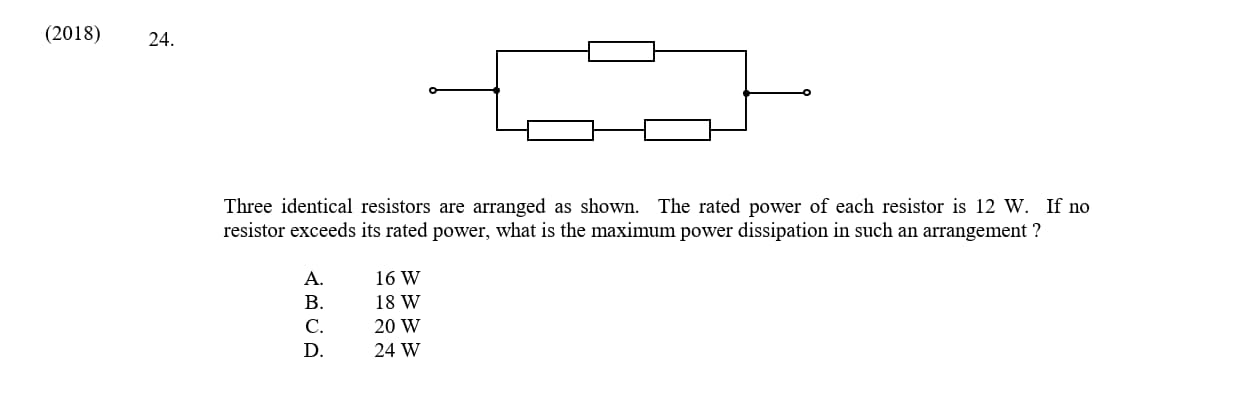 (2018) 24.
Three identical resistors are arranged as shown. The rated power of each resistor is 12 W. If no
resistor exceeds its rated power, what is the maximum power dissipation in such an arrangement ?
A. 16 W
B. 18 W
C. 20 W
D. 24 W